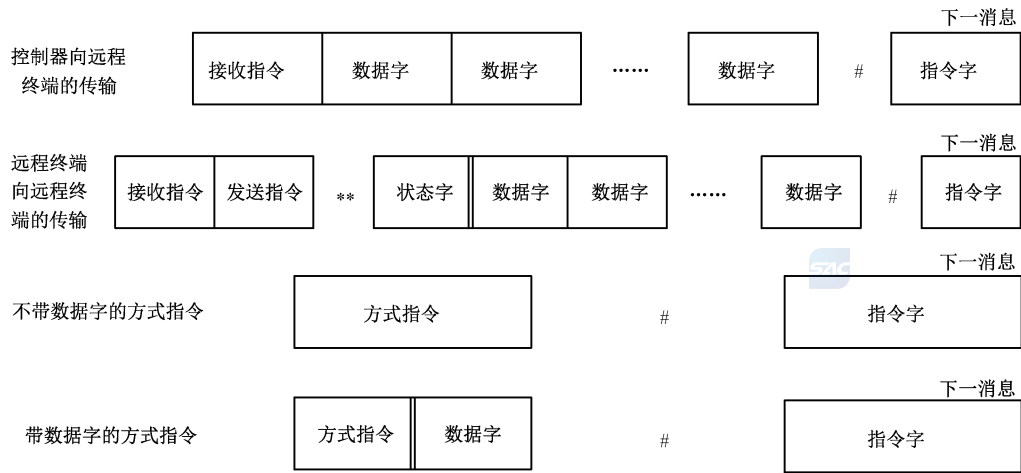 下一消息
控制器向远程
终端的传输
接收指令 数据字 数据字 …… 数据字 # 指令字
下一消息
远程终端
向远程终
端的传输
接收指令 发送指令 ** 状态字 数据字 数据字 …… 数据字 # 指令字
SAC
下一消息
不带数据字的方式指令 方式指令 # 指令字
下一消息
带数据字的方式指令 方式指令 数据字 # 指令字